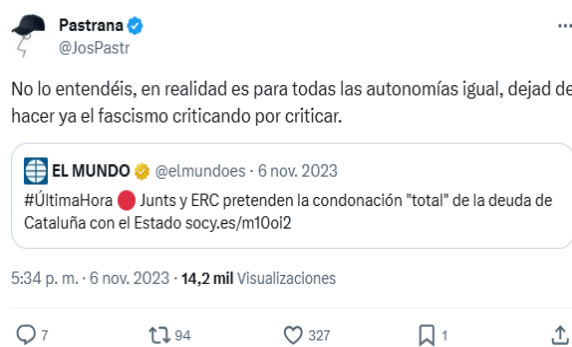 Pastrana
@JosPastr
No lo entendéis, en realidad es para todas las autonomías igual, dejad de
hacer ya el fascismo criticando por criticar.
EL MUNDO @elmundoes · 6 nov. 2023
#ÚltimaHora 🔴 Junts y ERC pretenden la condonación "total" de la deuda de
Cataluña con el Estado socy.es/m10oi2
5:34 p. m. · 6 nov. 2023 · 14,2 mil Visualizaciones
7 94 327 1